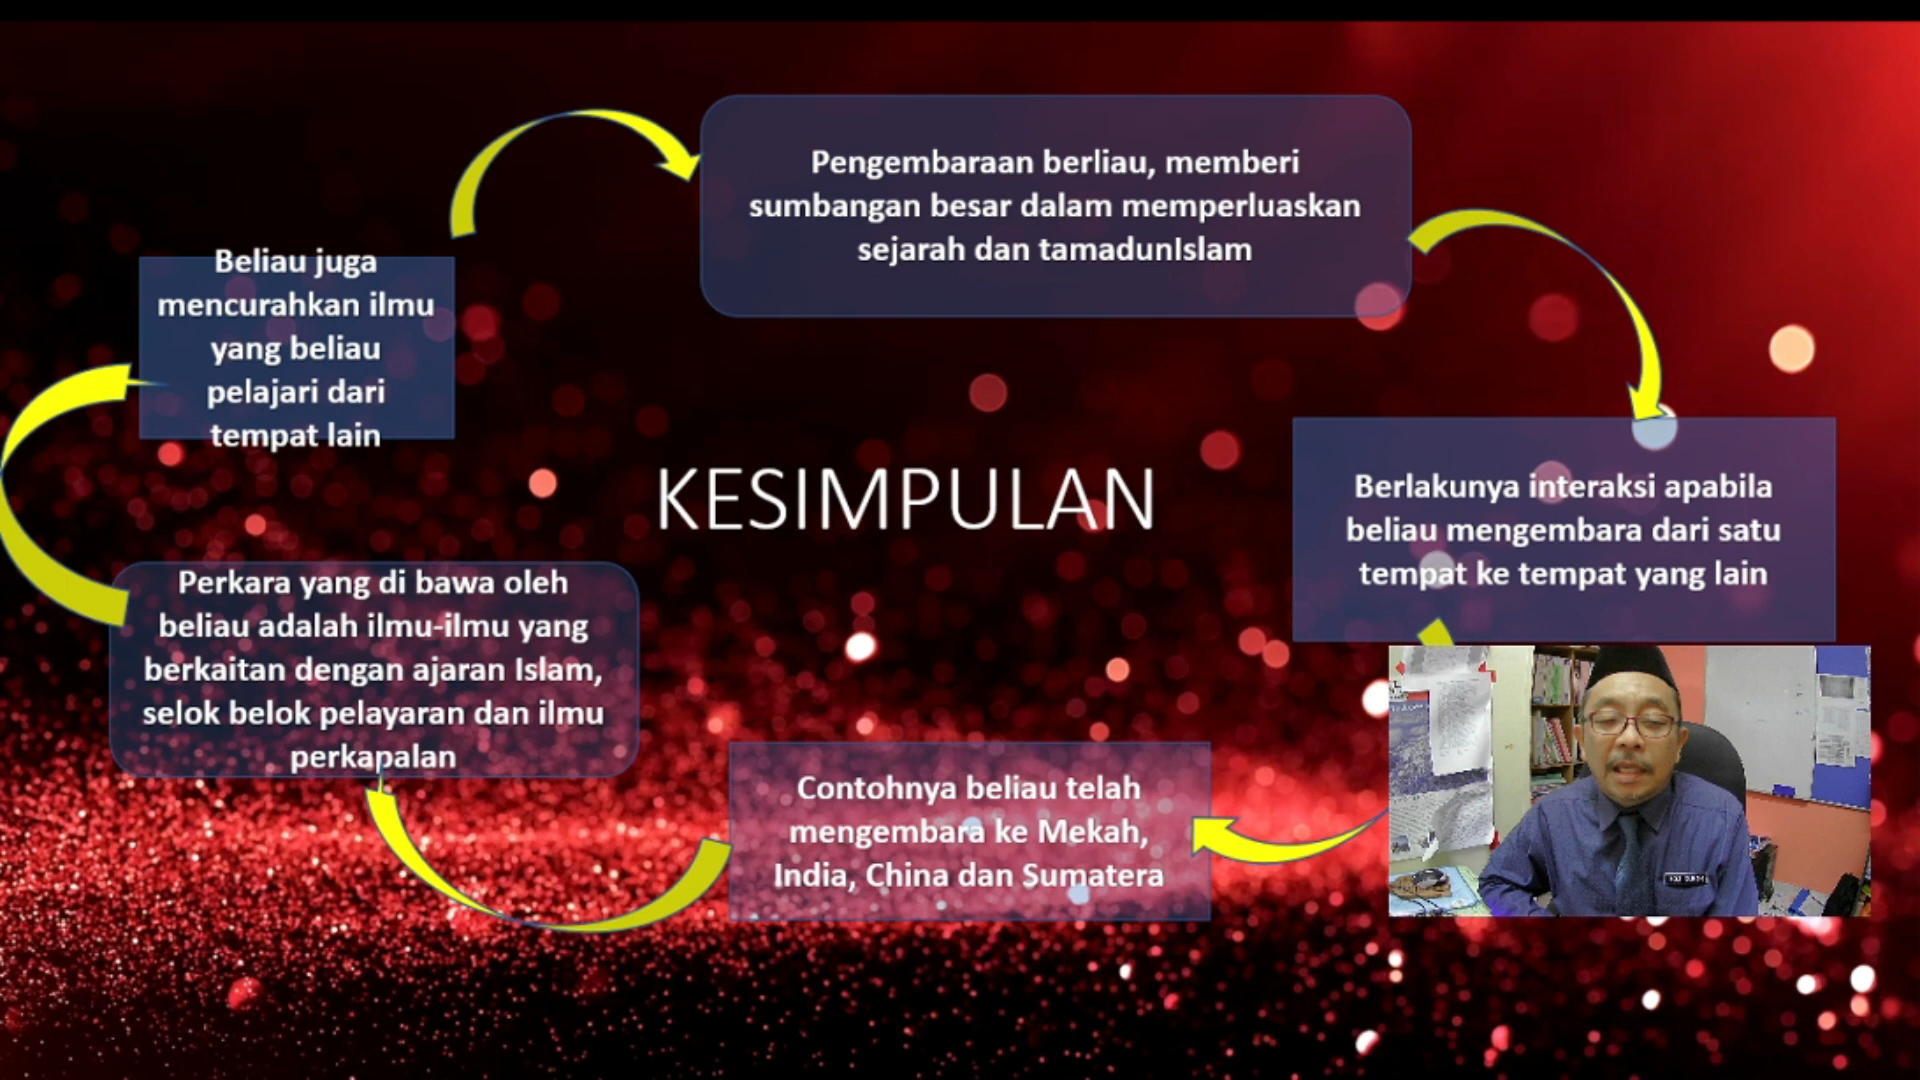 Pengembaraan berliau, memberi
sumbangan besar dalam memperluaskan
sejarah dan tamadunIslam
Beliau juga
mencurahkan ilmu
yang beliau
pelajari dari
tempat lain
KESIMPULAN
Berlakunya interaksi apabila
beliau mengembara dari satu
tempat ke tempat yang lain
Perkara yang di bawa oleh
beliau adalah ilmu-ilmu yang
berkaitan dengan ajaran Islam,
selok belok pelayaran dan ilmu
perkapalan
Contohnya beliau telah
mengembara ke Mekah,
India, China dan Sumatera